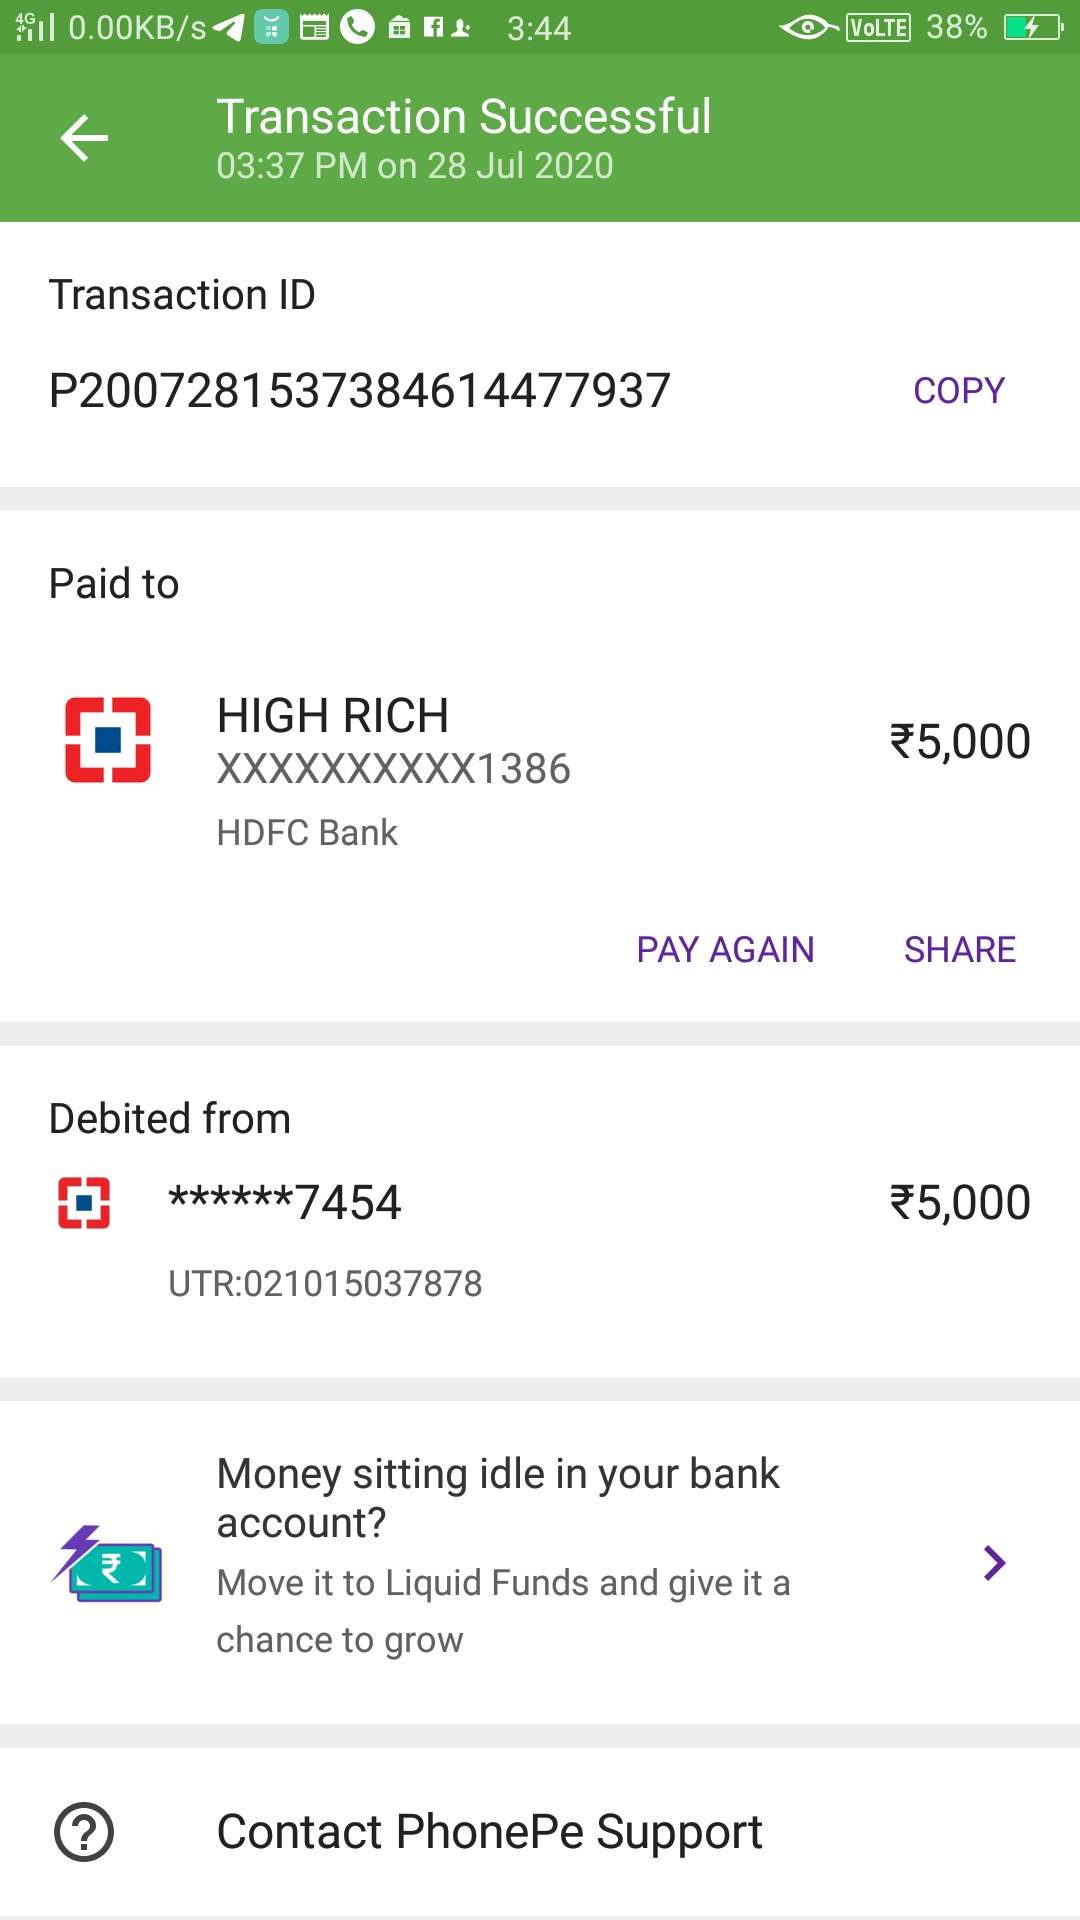 4G 0.00KB/s 3:44 VoLTE 38%
Transaction Successful
03:37 PM on 28 Jul 2020
Transaction ID
P2007281537384614477937 COPY
Paid to
HIGH RICH
XXXXXXXXXX1386
₹5,000
HDFC Bank
PAY AGAIN SHARE
Debited from
******7454 ₹5,000
UTR:021015037878
Money sitting idle in your bank
account?
Move it to Liquid Funds and give it a
chance to grow
Contact PhonePe Support